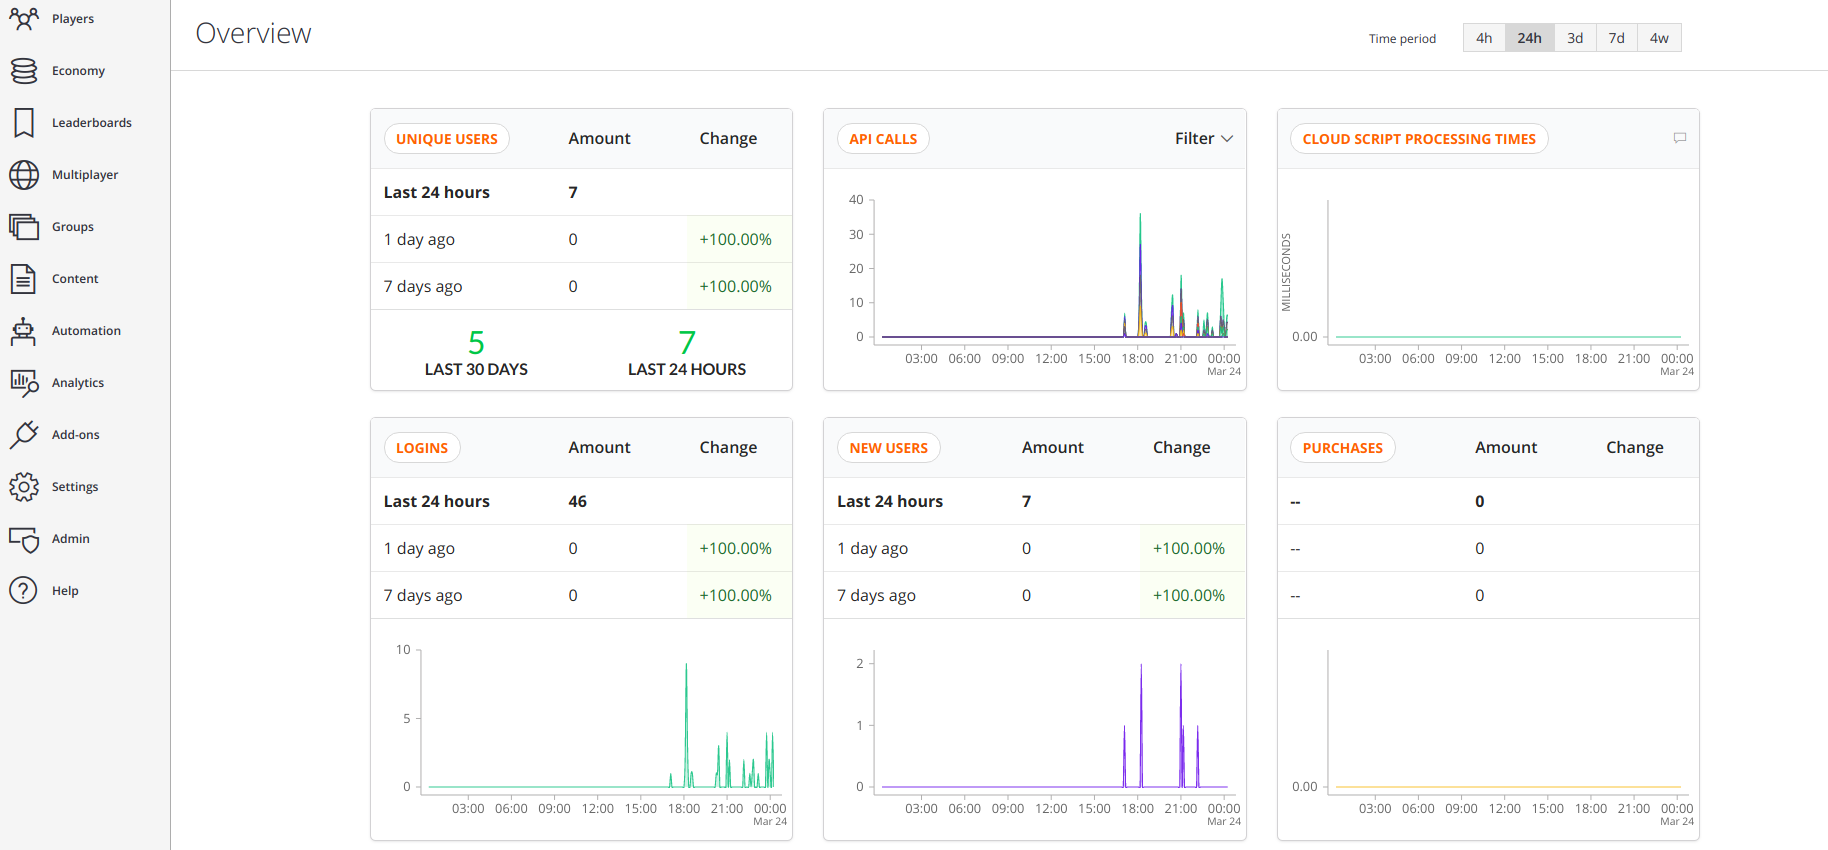 Players
Economy
Leaderboards
Multiplayer
Groups
Content
Automation
Analytics
Add-ons
Settings
Admin
Help
Overview
Time period 4h 24h 3d 7d 4w
UNIQUE USERS Amount Change
Last 24 hours 7
1 day ago 0 +100.00%
7 days ago 0 +100.00%
5 7
LAST 30 DAYS LAST 24 HOURS
API CALLS Filter
40
30
20
10
0
03:00 06:00 09:00 12:00 15:00 18:00 21:00 00:00
Mar 24
CLOUD SCRIPT PROCESSING TIMES
MILLISECONDS
0.00
03:00 06:00 09:00 12:00 15:00 18:00 21:00 00:00
Mar 24
LOGINS Amount Change
Last 24 hours 46
1 day ago 0 +100.00%
7 days ago 0 +100.00%
10
5
0
03:00 06:00 09:00 12:00 15:00 18:00 21:00 00:00
Mar 24
NEW USERS Amount Change
Last 24 hours 7
1 day ago 0 +100.00%
7 days ago 0 +100.00%
2
1
0
03:00 06:00 09:00 12:00 15:00 18:00 21:00 00:00
Mar 24
PURCHASES Amount Change
-- 0
-- 0
-- 0
0.00
03:00 06:00 09:00 12:00 15:00 18:00 21:00 00:00
Mar 24